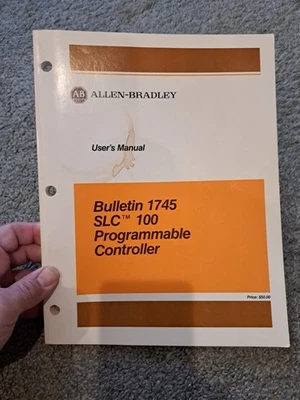 AB ALLEN-BRADLEY
User's Manual
Bulletin 1745
SLC™ 100
Programmable
Controller
Price: $50.00